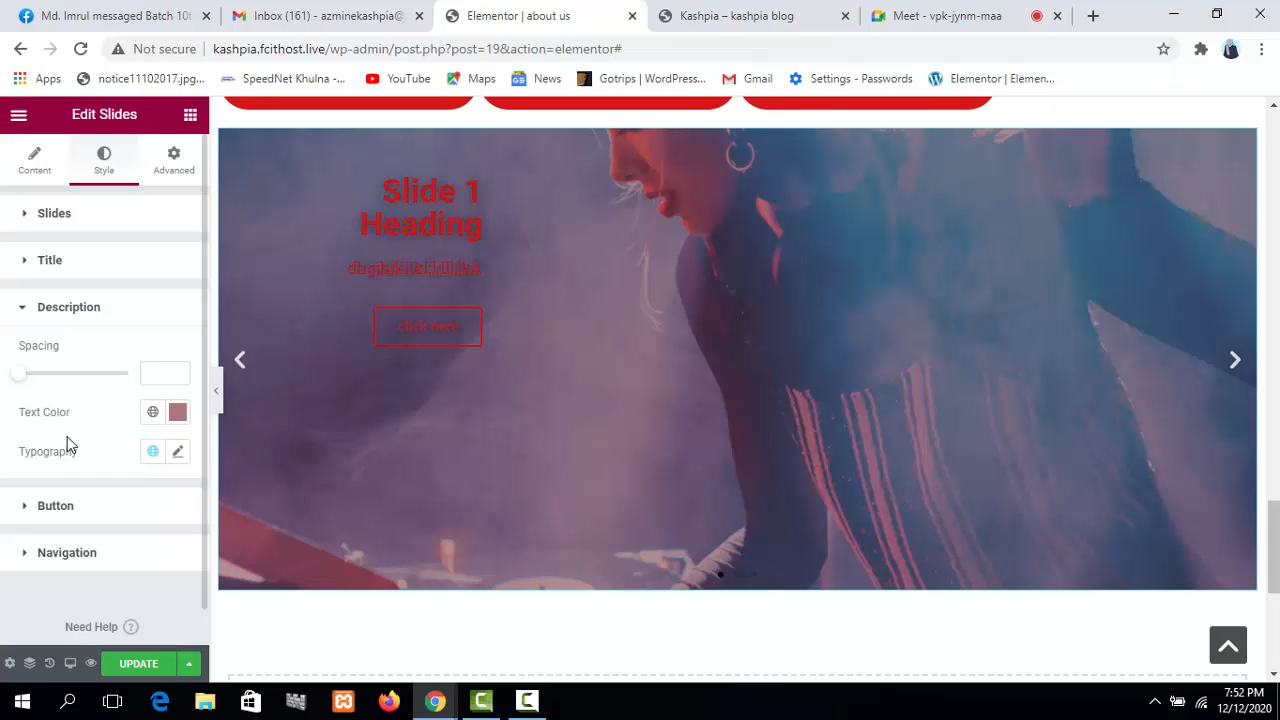 Md. Imrul messaged Batch
Inbox (161) - azminekashpia@
Elementor | about us
Kashpia – kashpia blog
Meet - vpk-jynm-maa
Not secure
kashpia.fcithost.live/wp-admin/post.php?post=19&action=elementor#
Apps
notice11102017.jpg...
SpeedNet Khulna -...
YouTube
Maps
News
Gotrips | WordPress...
Gmail
Settings - Passwords
Elementor | Elemen...
Edit Slides
Content
Style
Advanced
Slides
Title
Description
Spacing
Text Color
Typography
Button
Navigation
Need Help
UPDATE
Slide 1
Heading
click here
7:52 PM
12/12/2020